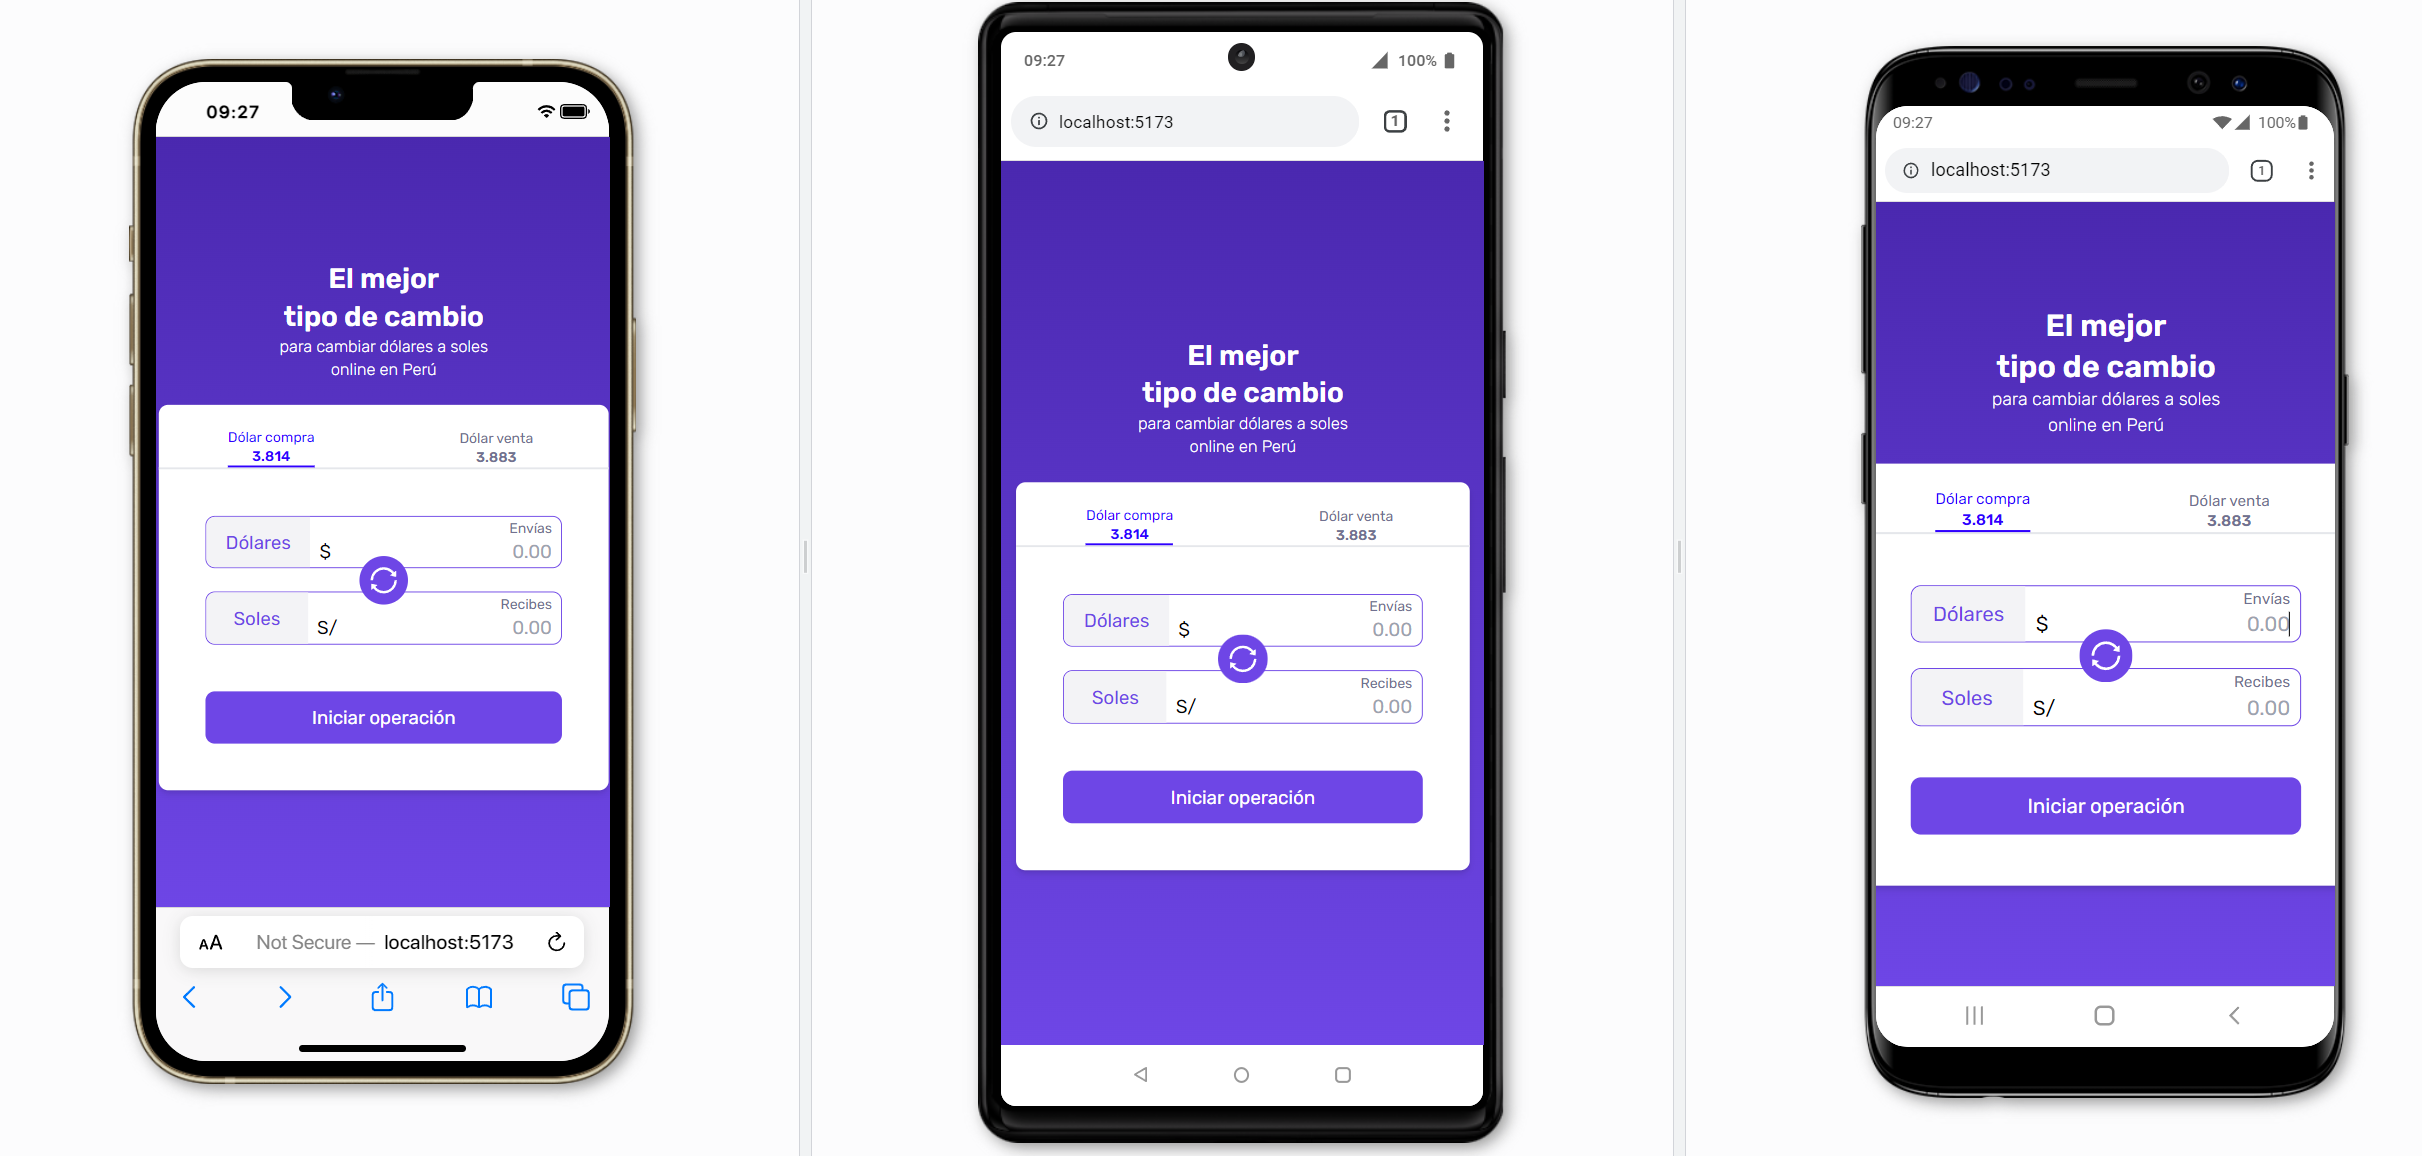 09:27
El mejor
tipo de cambio
para cambiar dólares a soles
online en Perú
Dólar compra
3.814
Dólar venta
3.883
Dólares
$
Envías
0.00
Soles
S/
Recibes
0.00
Iniciar operación
AA
Not Secure — localhost:5173
09:27
100%
localhost:5173
1
El mejor
tipo de cambio
para cambiar dólares a soles
online en Perú
Dólar compra
3.814
Dólar venta
3.883
Dólares
$
Envías
0.00
Soles
S/
Recibes
0.00
Iniciar operación
09:27
100%
localhost:5173
1
El mejor
tipo de cambio
para cambiar dólares a soles
online en Perú
Dólar compra
3.814
Dólar venta
3.883
Dólares
$
Envías
0.00
Soles
S/
Recibes
0.00
Iniciar operación